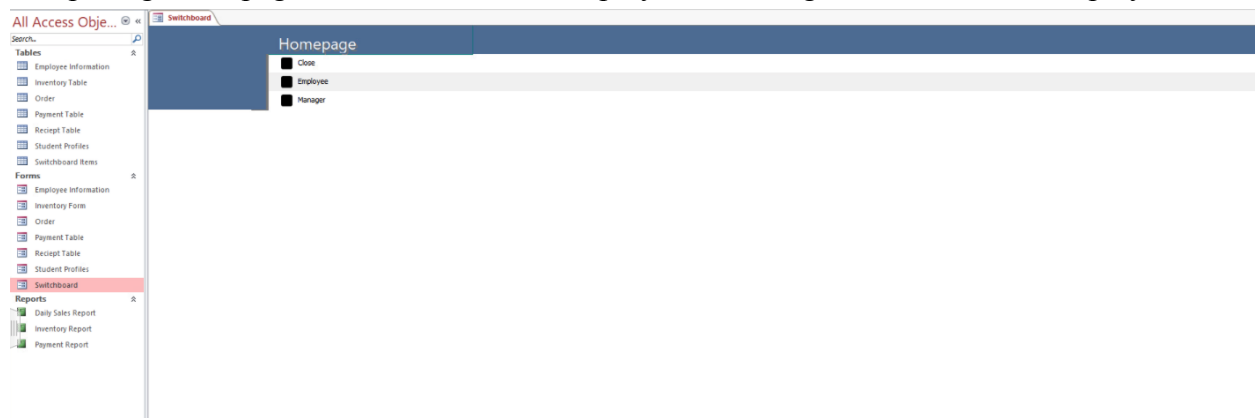 All Access Obje...
Search...
Tables
Employee Information
Inventory Table
Order
Payment Table
Reciept Table
Student Profiles
Switchboard Items
Forms
Employee Information
Inventory Form
Order
Payment Table
Reciept Table
Student Profiles
Switchboard
Reports
Daily Sales Report
Inventory Report
Payment Report
Switchboard
Homepage
Close
Employee
Manager